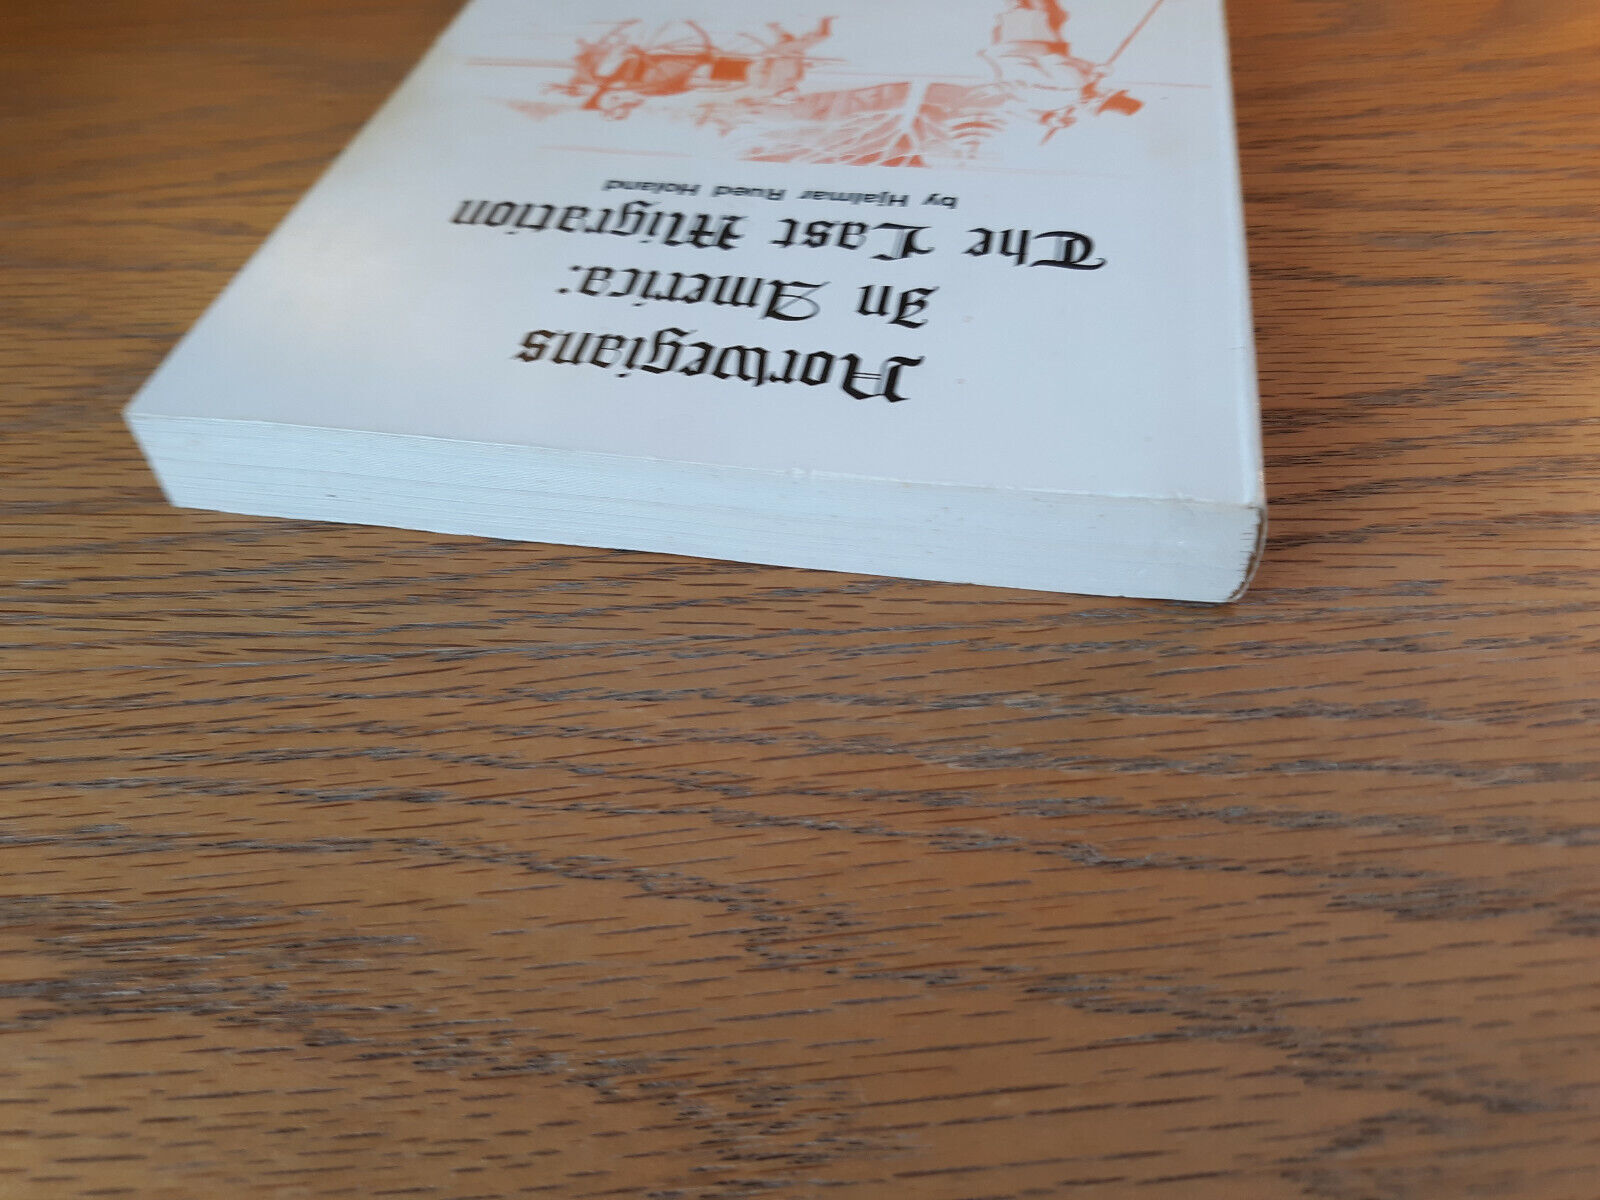 Norwegians
In America:
The Last Migration
by Hjalmar Rued Holand